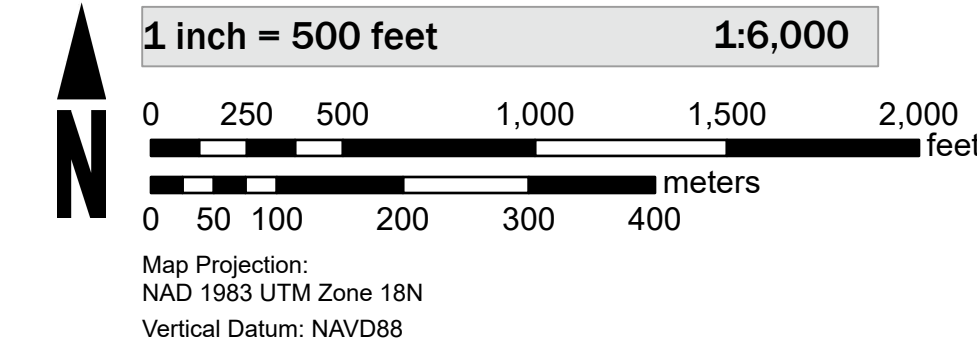 1 inch = 500 feet 1:6,000
0 250 500 1,000 1,500 2,000
feet
N
meters
0 50 100 200 300 400
Map Projection:
NAD 1983 UTM Zone 18N
Vertical Datum: NAVD88